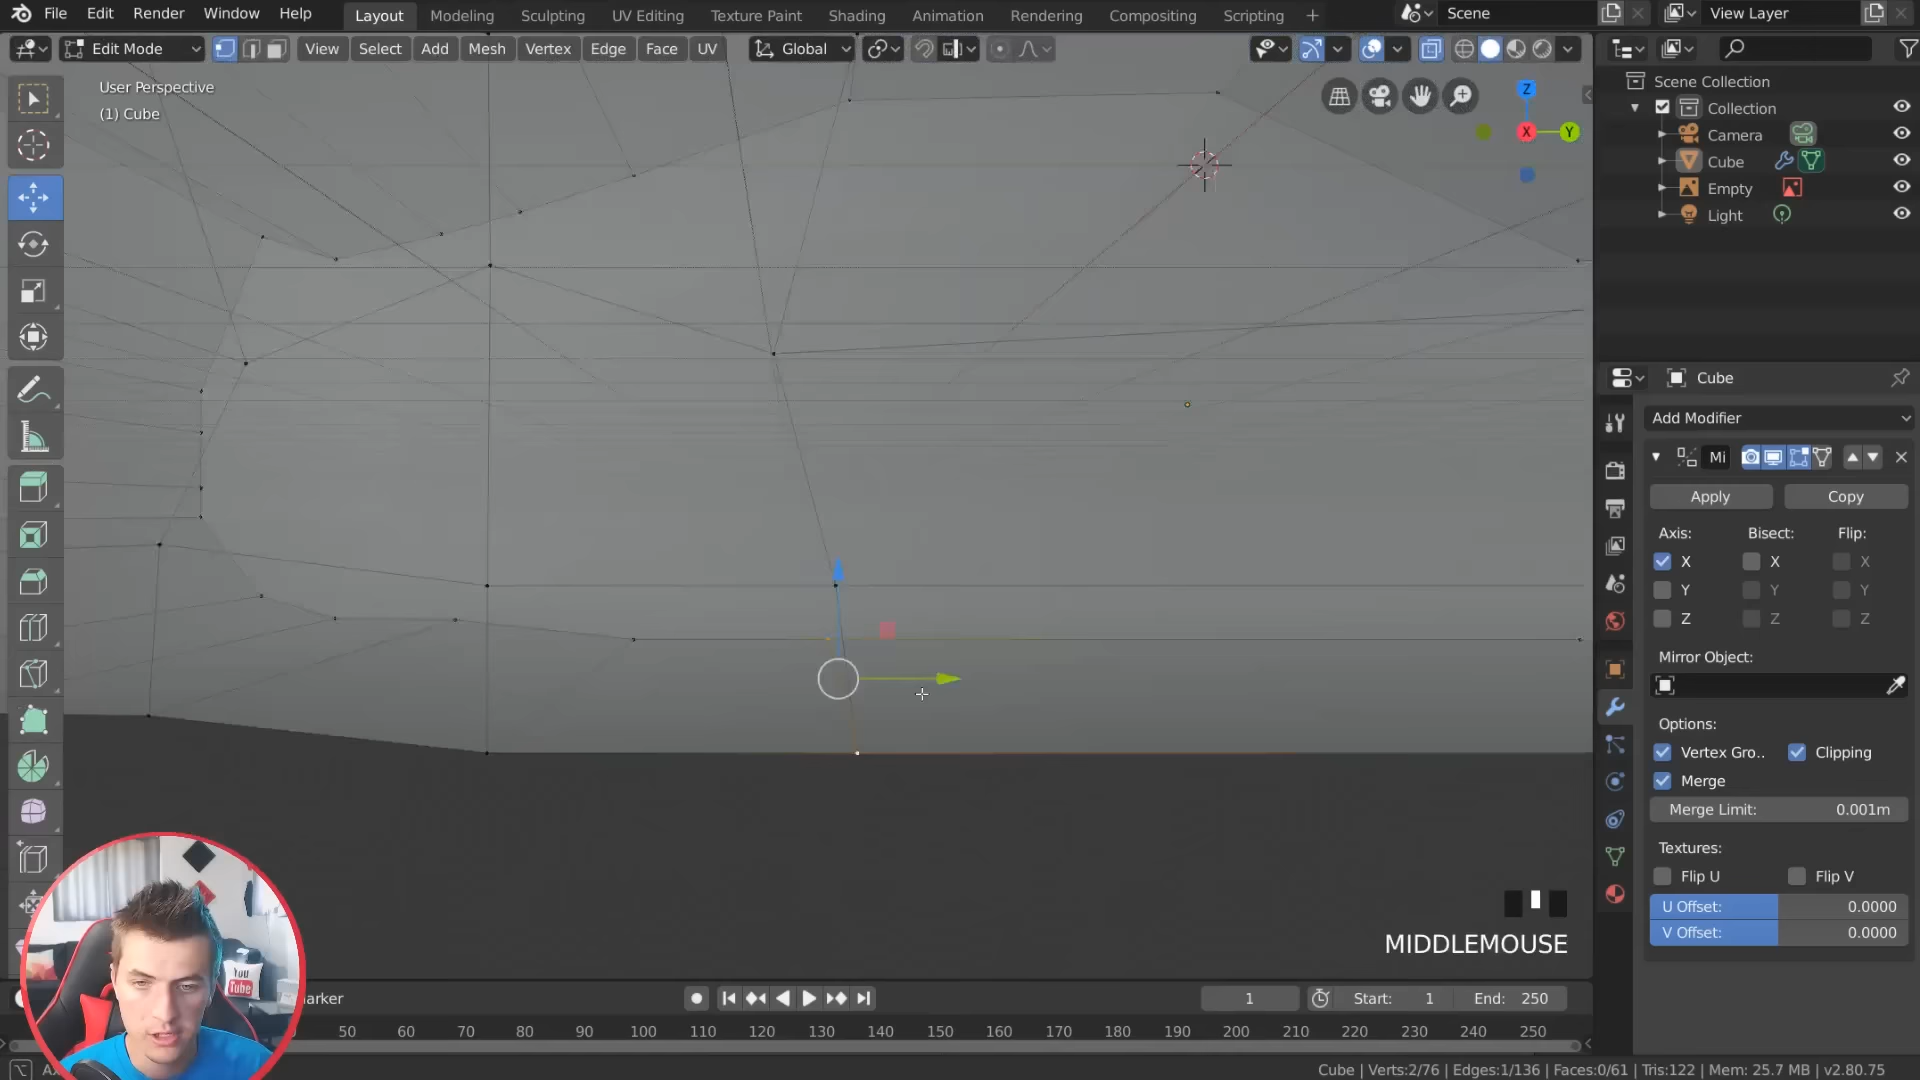 File Edit Render Window Help Layout Modeling Sculpting UV Editing Texture Paint Shading Animation Rendering Compositing Scripting + Scene View Layer
Edit Mode View Select Add Mesh Vertex Edge Face UV Global
User Perspective
(1) Cube
Z
X
Y
Scene Collection
Collection
Camera
Cube
Empty
Light
Cube
Add Modifier
Mi
Apply Copy
Axis: Bisect: Flip:
X X X
Y Y Y
Z Z Z
Mirror Object:
Options:
Vertex Gro.. Clipping
Merge
Merge Limit: 0.001m
Textures:
Flip U Flip V
U Offset: 0.0000
V Offset: 0.0000
MIDDLEMOUSE
You
Tube
arker 1 Start: 1 End: 250
50 60 70 80 90 100 110 120 130 140 150 160 170 180 190 200 210 220 230 240 250
Cube | Verts:2/76 | Edges:1/136 | Faces:0/61 | Tris:122 | Mem: 25.7 MB | v2.80.75